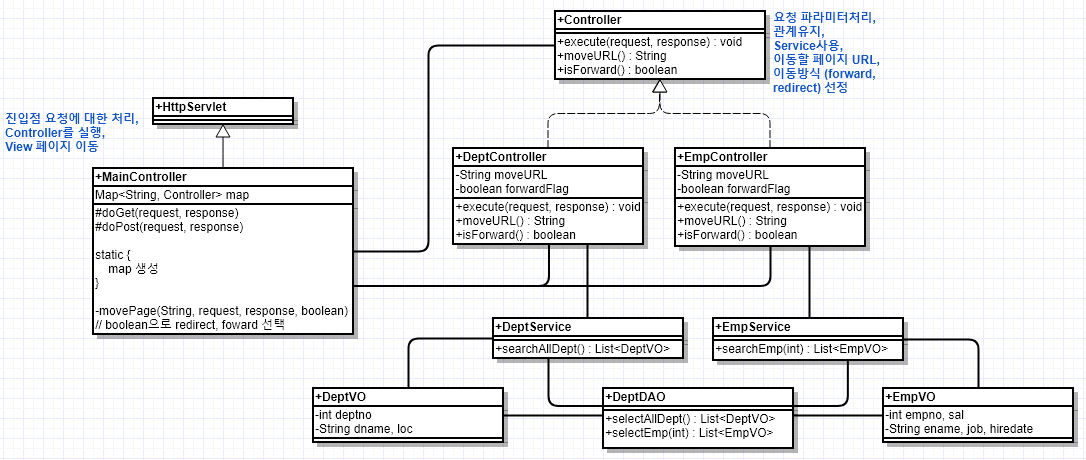 +Controller
+execute(request, response) : void
+moveURL() : String
+isForward() : boolean
요청 파라미터처리,
관계유지,
Service사용,
이동할 페이지 URL,
이동방식 (forward,
redirect) 선정
+HttpServlet
진입점 요청에 대한 처리,
Controller를 실행,
View 페이지 이동
+MainController
Map<String, Controller> map
#doGet(request, response)
#doPost(request, response)
static {
map 생성
}
-movePage(String, request, response, boolean)
// boolean으로 redirect, foward 선택
+DeptController
-String moveURL
-boolean forwardFlag
+execute(request, response) : void
+moveURL() : String
+isForward() : boolean
+EmpController
-String moveURL
-boolean forwardFlag
+execute(request, response) : void
+moveURL() : String
+isForward() : boolean
+DeptService
+searchAllDept() : List<DeptVO>
+EmpService
+searchEmp(int) : List<EmpVO>
+DeptVO
-int deptno
-String dname, loc
+DeptDAO
+selectAllDept() : List<DeptVO>
+selectEmp(int) : List<EmpVO>
+EmpVO
-int empno, sal
-String ename, job, hiredate